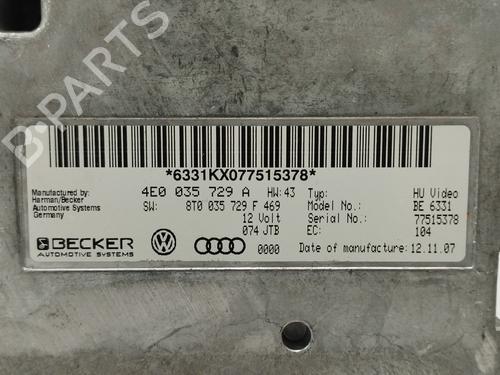 B-PARTS
*6331KX077515378*
Manufactured by:
Harman/Becker
Automotive Systems
Germany
4E0 035 729 A HW:43 Typ: HU Video
SW: 8T0 035 729 F 469 Model No.: BE 6331
12 Volt Serial No.: 77515378
074 JTB EC: 104
0000 Date of manufacture: 12.11.07
BECKER
AUTOMOTIVE SYSTEMS